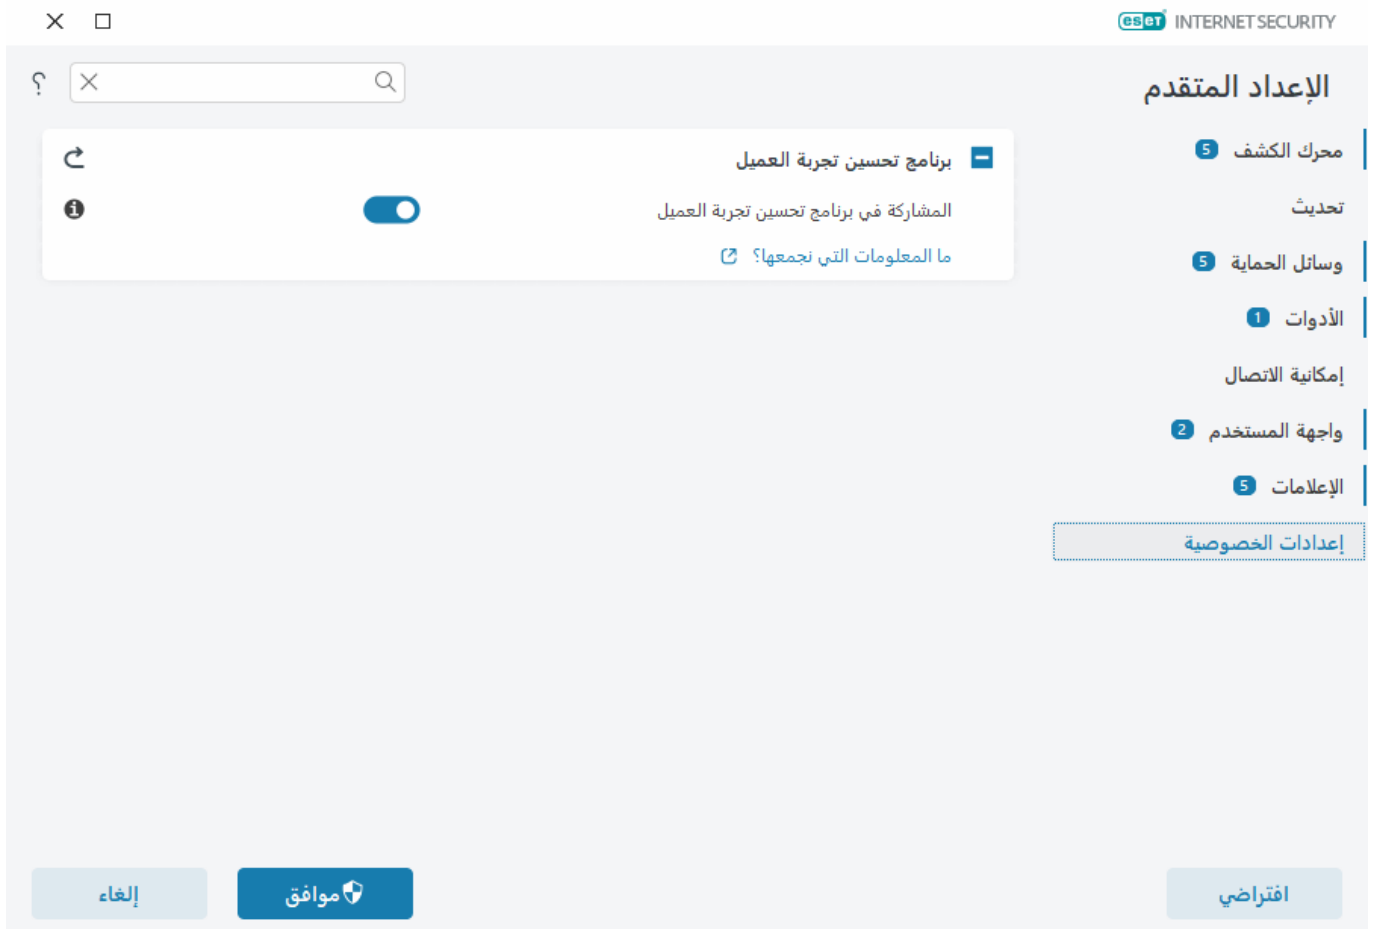 eset INTERNET SECURITY
الإعداد المتقدم
؟
محرك الكشف 5
تحديث
وسائل الحماية 5
الأدوات 1
إمكانية الاتصال
واجهة المستخدم 2
الإعلامات 5
إعدادات الخصوصية
برنامج تحسين تجربة العميل
المشاركة في برنامج تحسين تجربة العميل
ما المعلومات التي نجمعها؟
افتراضي
موافق
إلغاء